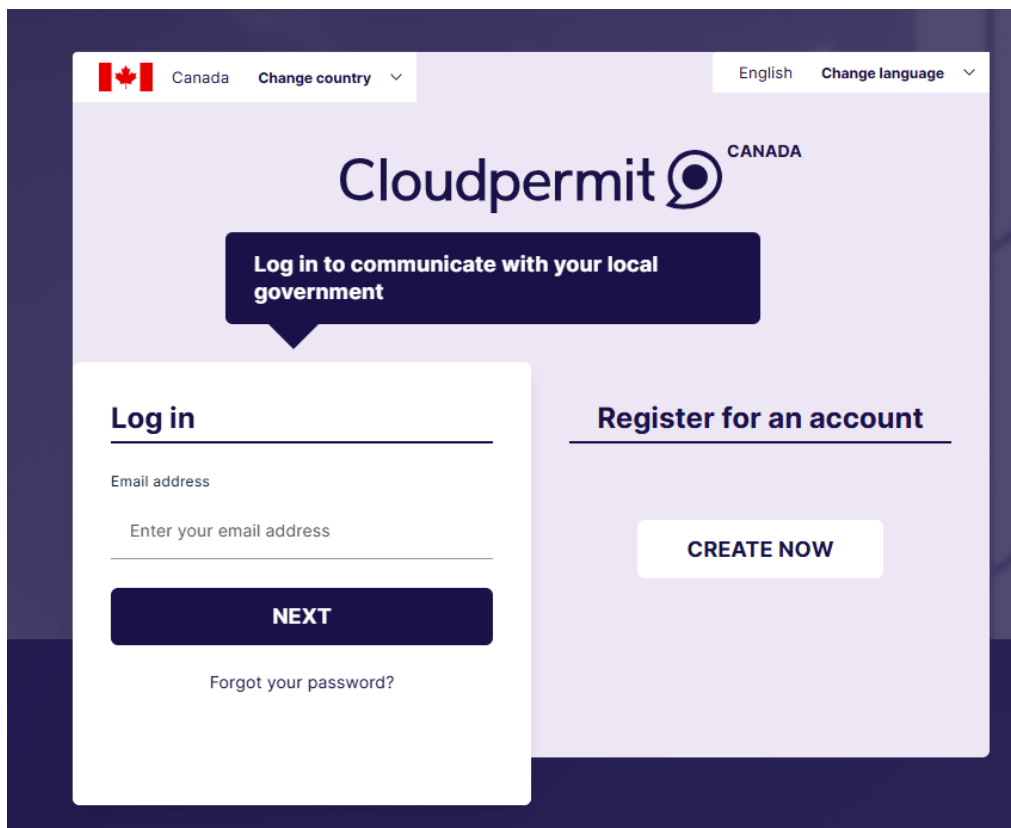 Canada Change country
English Change language
Cloudpermit CANADA
Log in to communicate with your local
government
Log in
Email address
Enter your email address
NEXT
Forgot your password?
Register for an account
CREATE NOW